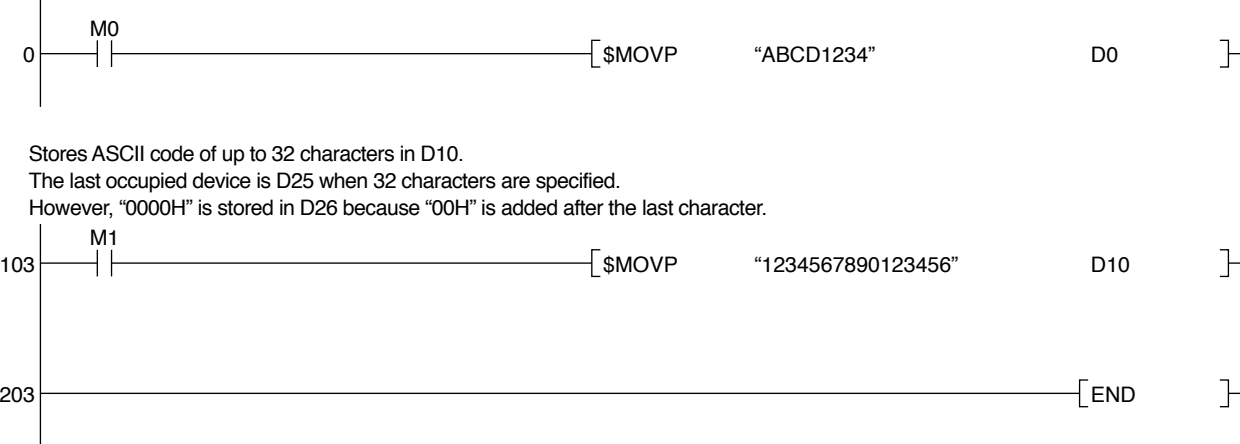 M0
0 $MOVP “ABCD1234” D0
Stores ASCII code of up to 32 characters in D10.
The last occupied device is D25 when 32 characters are specified.
However, “0000H” is stored in D26 because “00H” is added after the last character.
M1
103 $MOVP “1234567890123456” D10
203 END